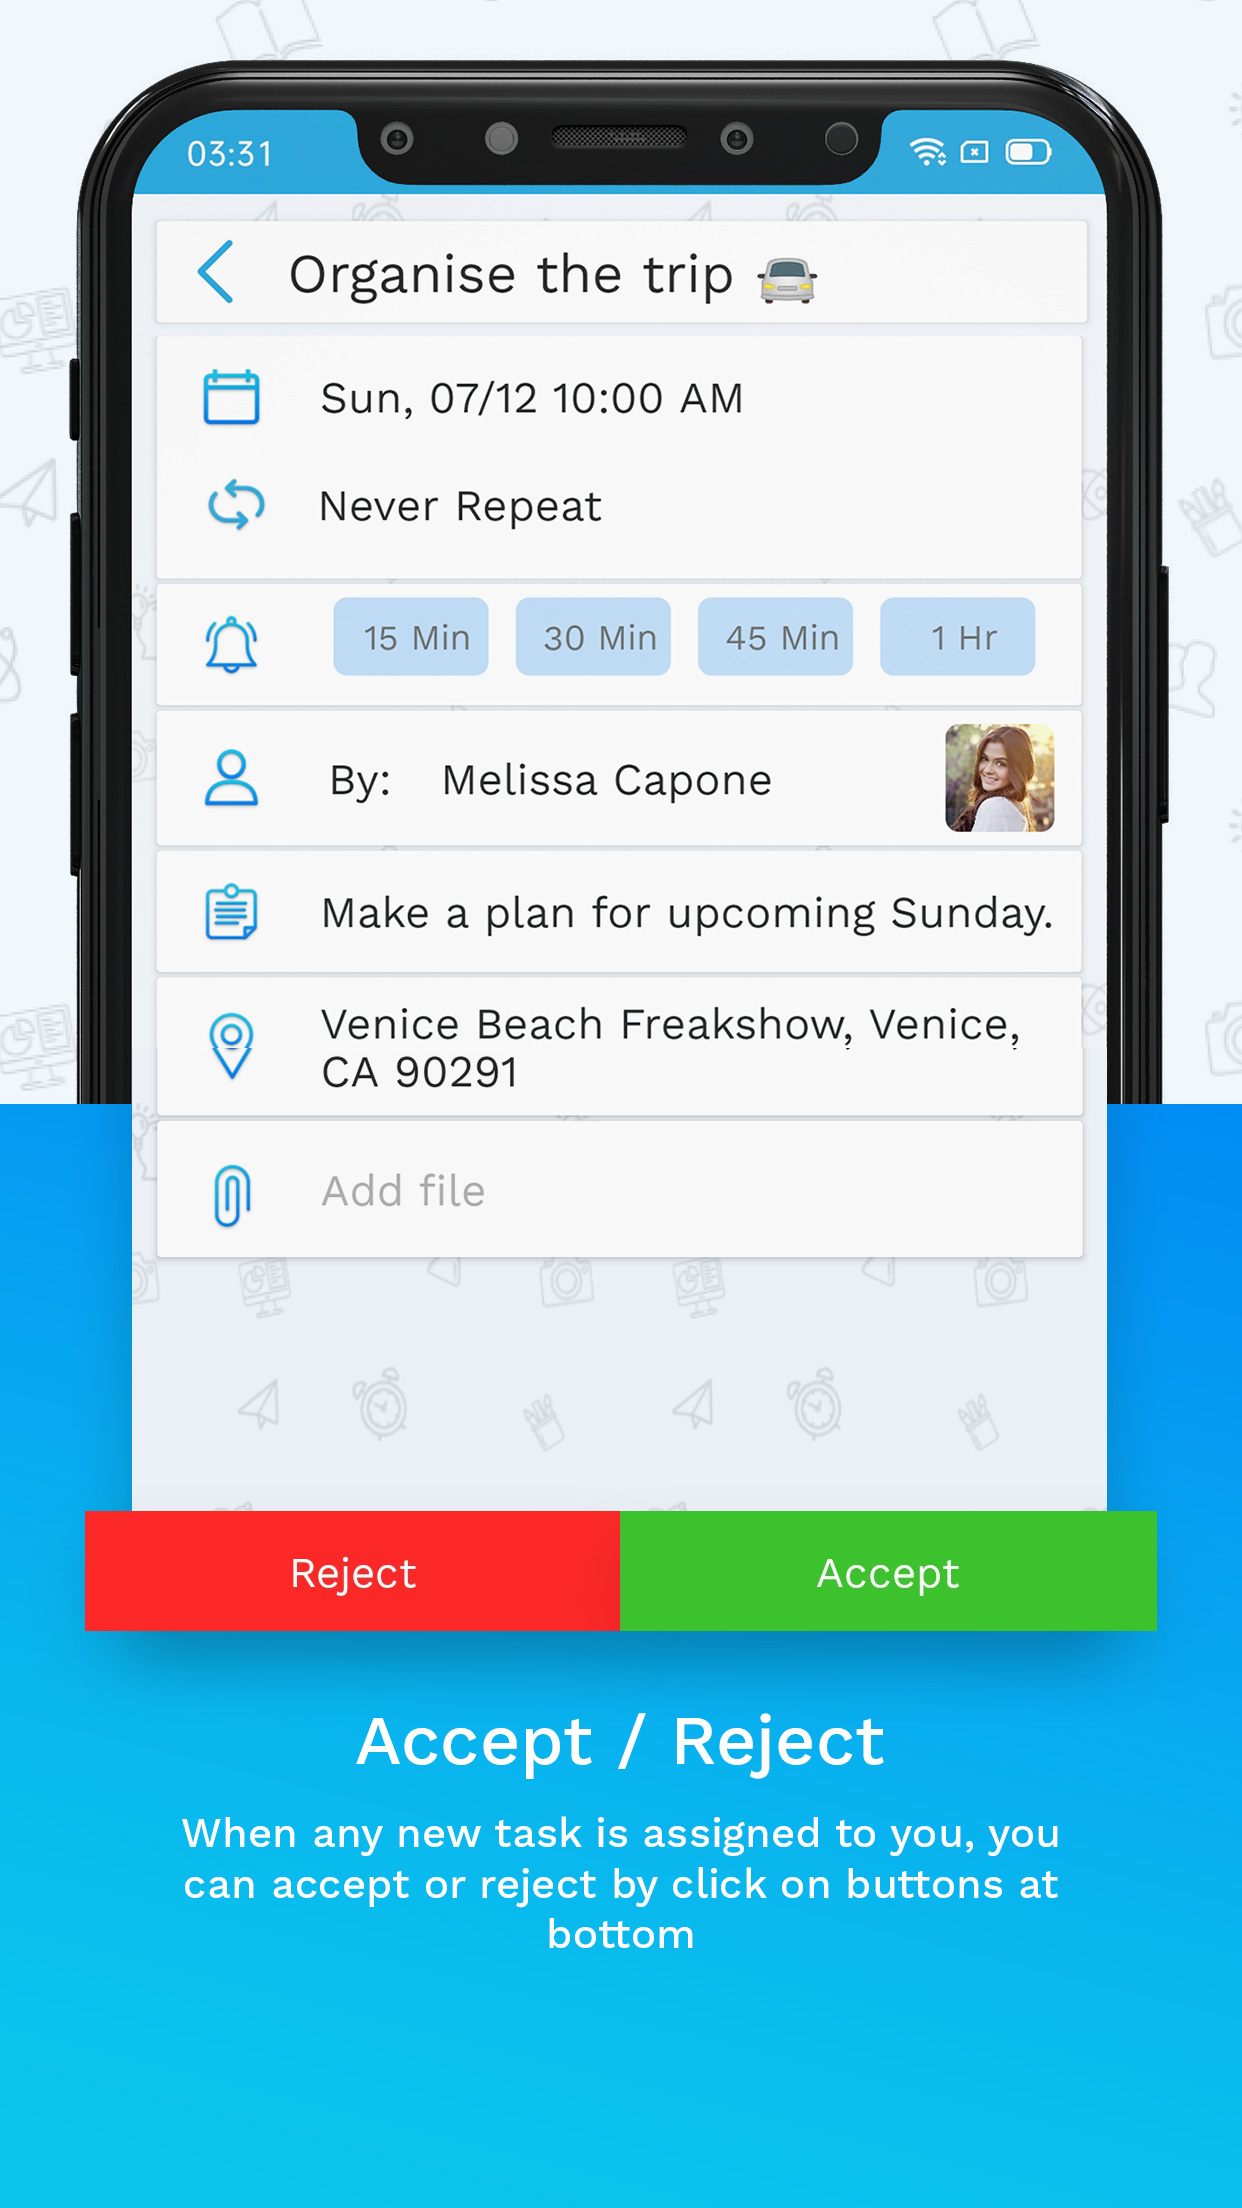 03:31
Organise the trip
Sun, 07/12 10:00 AM
Never Repeat
15 Min 30 Min 45 Min 1 Hr
By: Melissa Capone
Make a plan for upcoming Sunday.
Venice Beach Freakshow, Venice,
CA 90291
Add file
Reject Accept
Accept / Reject
When any new task is assigned to you, you
can accept or reject by click on buttons at
bottom